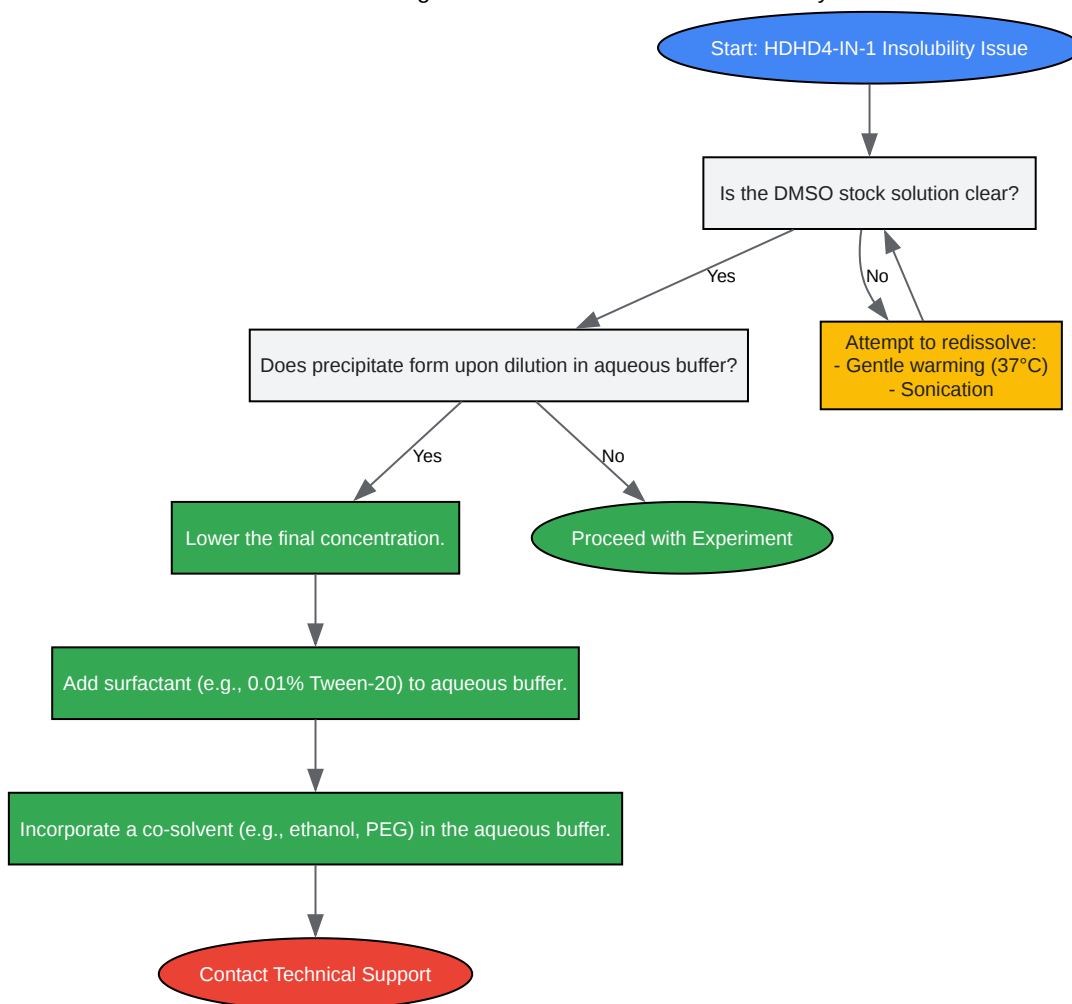 Start: HDHD4-IN-1 Insolubility Issue
Is the DMSO stock solution clear?
Yes
No
Does precipitate form upon dilution in aqueous buffer?
Attempt to redissolve:
- Gentle warming (37°C)
- Sonication
Yes
No
Lower the final concentration.
Proceed with Experiment
Add surfactant (e.g., 0.01% Tween-20) to aqueous buffer.
Incorporate a co-solvent (e.g., ethanol, PEG) in the aqueous buffer.
Contact Technical Support